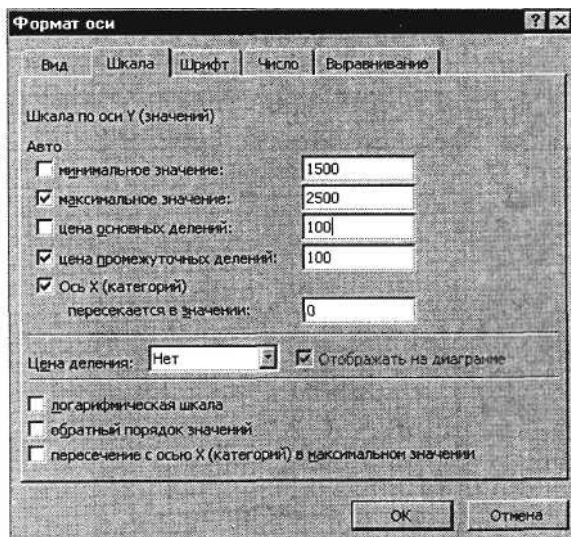 Формат оси
Вид Шкала Шрифт Число Выравнивание
Шкала по оси Y (значений)
Авто
минимальное значение: 1500
максимальное значение: 2500
цена основных делений: 100
цена промежуточных делений: 100
Ось X (категорий)
пересекается в значении: 0
Цена деления: Нет Отображать на диаграмме
логарифмическая шкала
обратный порядок значений
пересечение с осью X (категорий) в максимальном значении
ОК Отмена